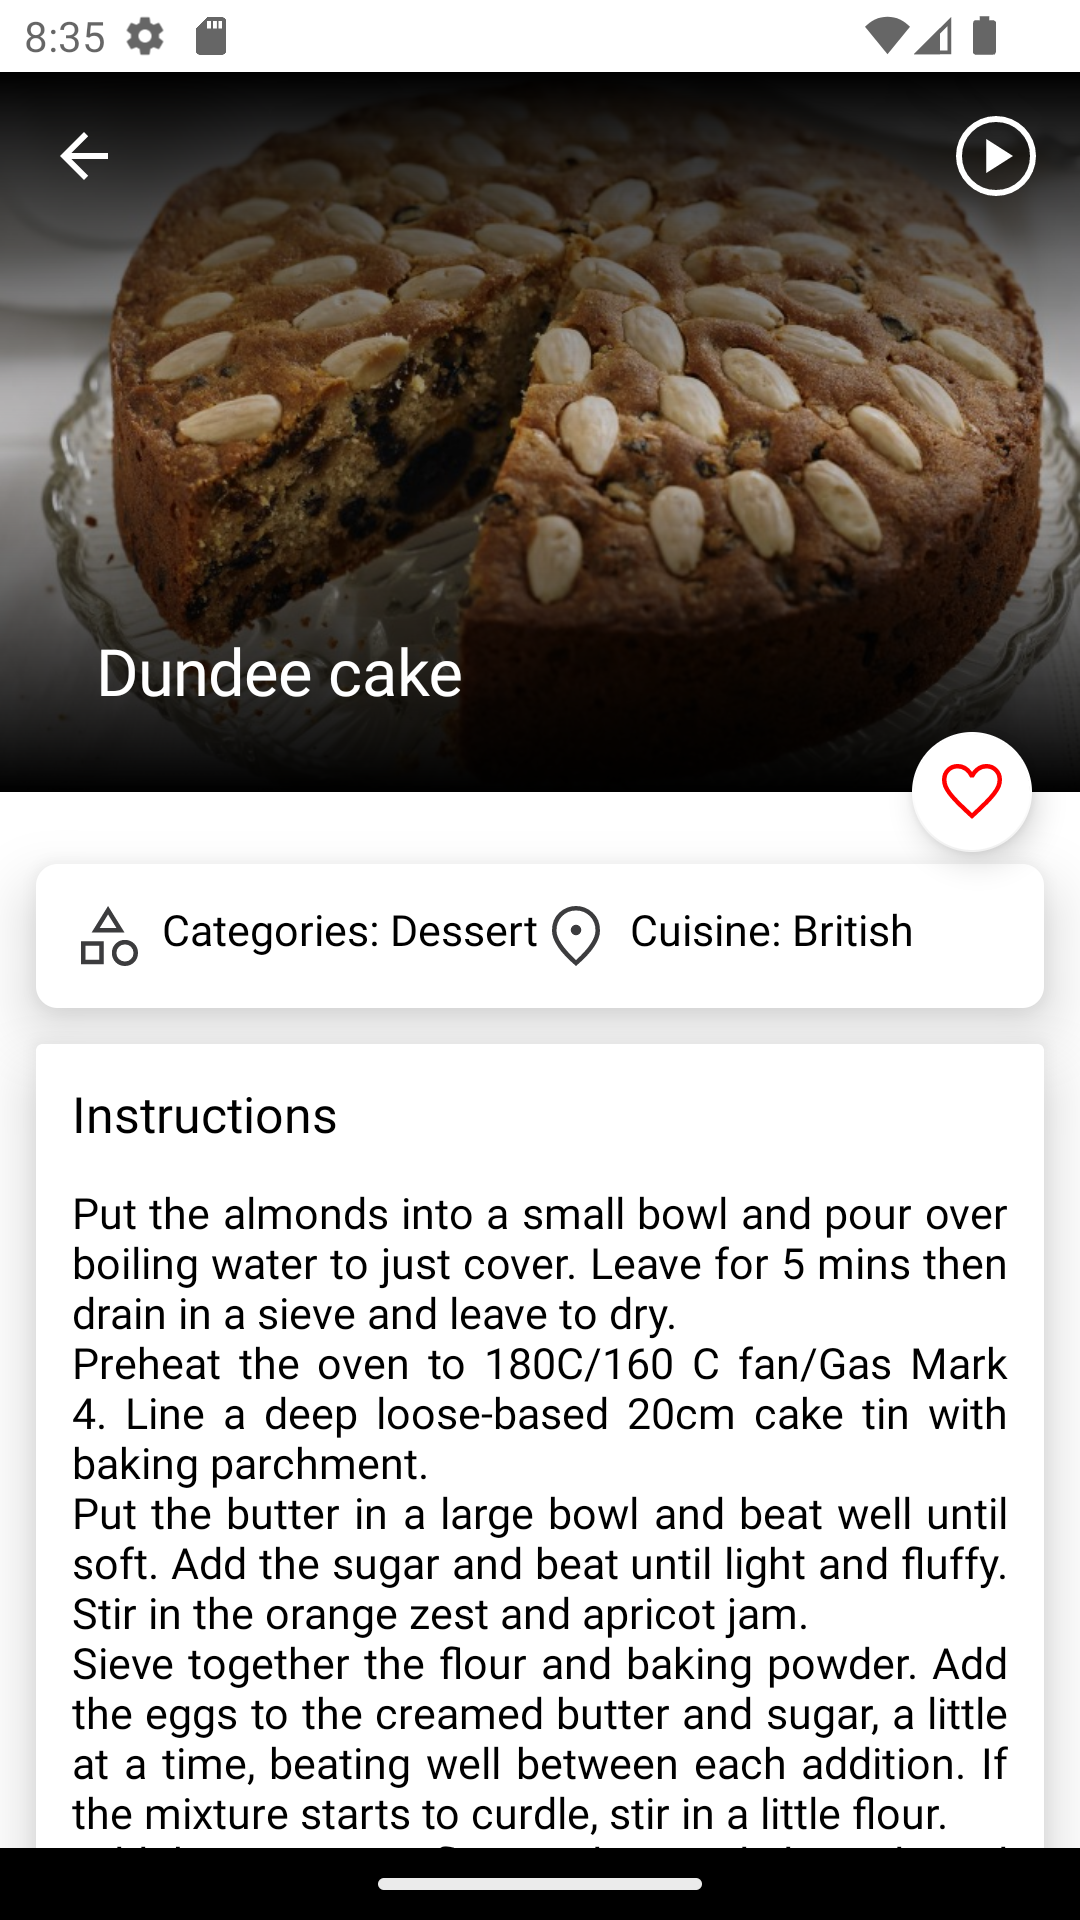 8:35
Dundee cake
Categories: Dessert
Cuisine: British
Instructions
Put the almonds into a small bowl and pour over
boiling water to just cover. Leave for 5 mins then
drain in a sieve and leave to dry.
Preheat the oven to 180C/160 C fan/Gas Mark
4. Line a deep loose-based 20cm cake tin with
baking parchment.
Put the butter in a large bowl and beat well until
soft. Add the sugar and beat until light and fluffy.
Stir in the orange zest and apricot jam.
Sieve together the flour and baking powder. Add
the eggs to the creamed butter and sugar, a little
at a time, beating well between each addition. If
the mixture starts to curdle, stir in a little flour.